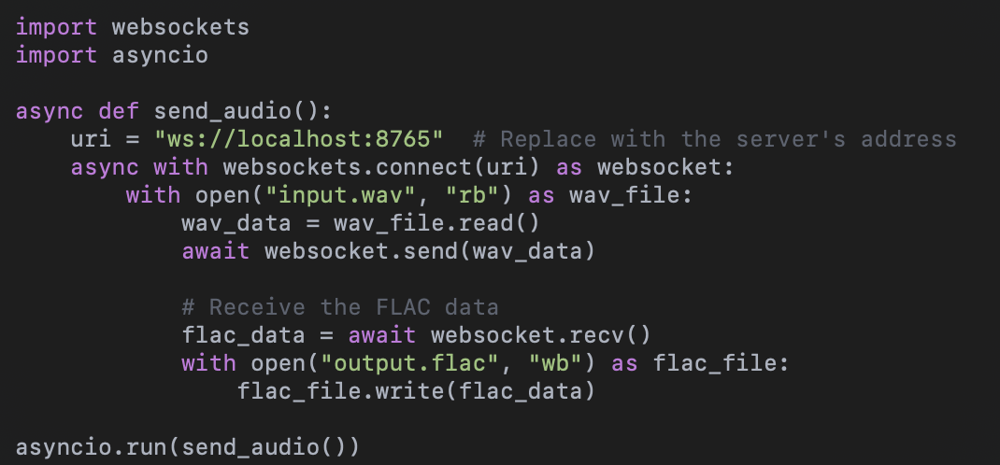 import websockets
import asyncio

async def send_audio():
    uri = "ws://localhost:8765"  # Replace with the server's address
    async with websockets.connect(uri) as websocket:
        with open("input.wav", "rb") as wav_file:
            wav_data = wav_file.read()
            await websocket.send(wav_data)

            # Receive the FLAC data
            flac_data = await websocket.recv()
            with open("output.flac", "wb") as flac_file:
                flac_file.write(flac_data)

asyncio.run(send_audio())